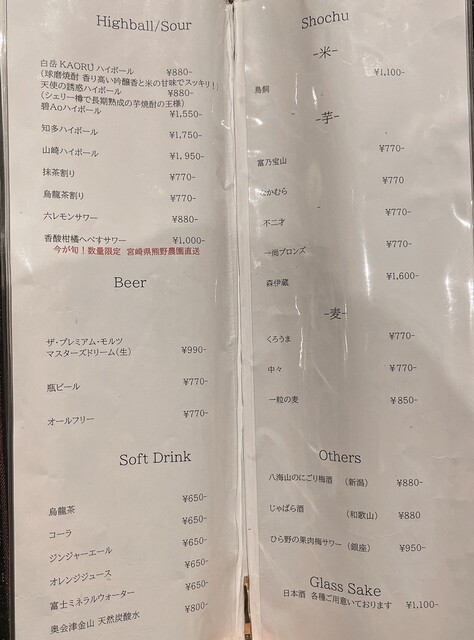 Highball/Sour
白岳 KAORU ハイボール ¥880-
(球磨焼酎 香り高い吟醸香と米の甘味でスッキリ!)
天使の誘惑ハイボール ¥880-
(シェリー樽で長期熟成の芋焼酎の王様)
碧Aoハイボール ¥1,550-
知多ハイボール ¥1,750-
山崎ハイボール ¥1,950-
抹茶割り ¥770-
烏龍茶割り ¥770-
六レモンサワー ¥880-
香酸柑橘へべすサワー ¥1,000-
今が旬!数量限定 宮崎県熊野農園直送
Beer
ザ・プレミアム・モルツ
マスターズドリーム(生) ¥990-
瓶ビール ¥770-
オールフリー ¥770-
Soft Drink
烏龍茶 ¥650-
コーラ ¥650-
ジンジャーエール ¥650-
オレンジジュース ¥650-
富士ミネラルウォーター ¥650-
奥会津金山 天然炭酸水 ¥800-
Shochu
-米-
鳥飼 ¥1,100-
-芋-
富乃宝山 ¥770-
なかむら ¥770
不二才 ¥770-
一尚ブロンズ ¥770-
森伊蔵 ¥1,600-
-麦-
くろうま ¥770-
中々 ¥770-
一粒の麦 ¥850-
Others
八海山のにごり梅酒 (新潟) ¥880-
じゃばら酒 (和歌山) ¥880
ひら野の果肉梅サワー(銀座) ¥950-
Glass Sake
日本酒 各種ご用意いております ¥1,100-